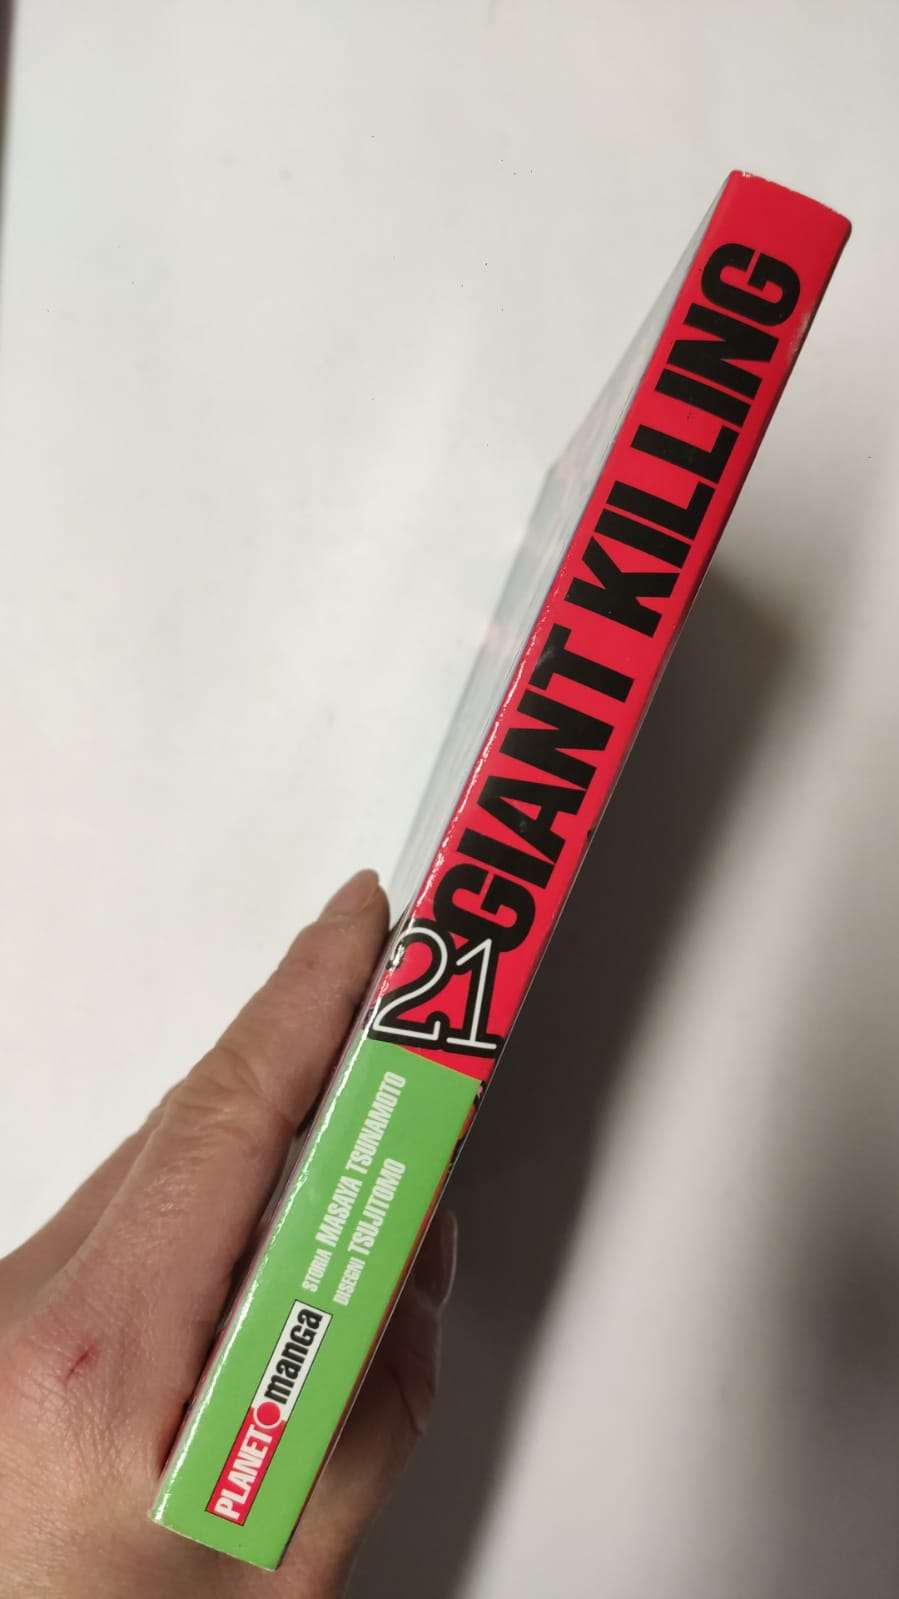 GIANT KILLING
21
STORIA MASAYA TSUNAMOTO
DISEGNI TSUJITOMO
PLANET manga